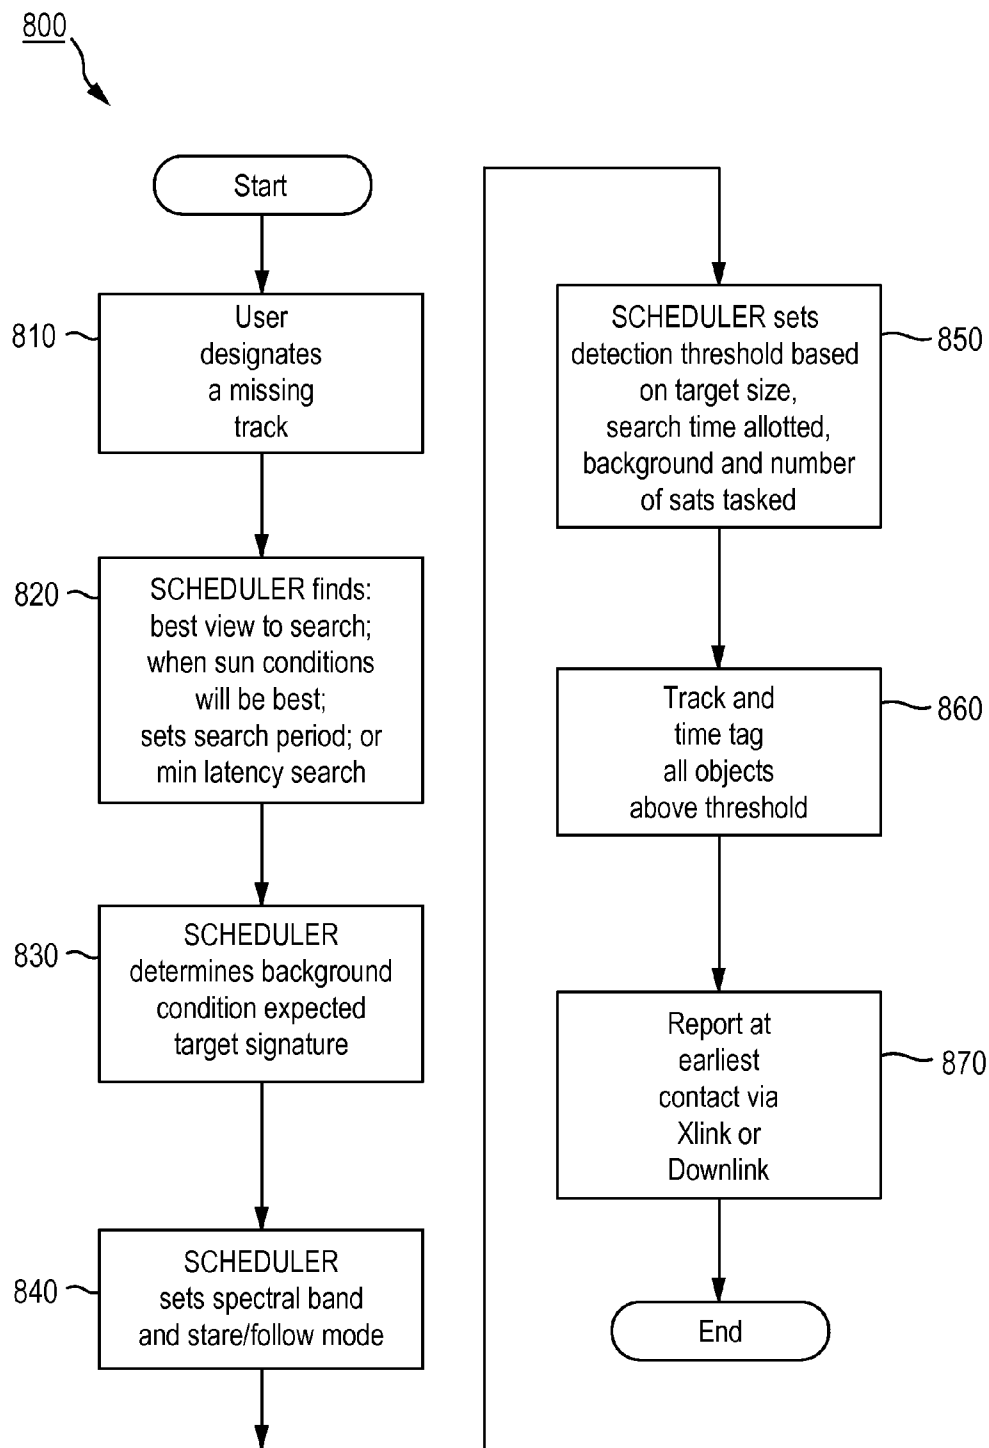 800
Start
810
User
designates
a missing
track
820
SCHEDULER finds:
best view to search;
when sun conditions
will be best;
sets search period; or
min latency search
830
SCHEDULER
determines background
condition expected
target signature
840
SCHEDULER
sets spectral band
and stare/follow mode
SCHEDULER sets
detection threshold based
on target size,
search time allotted,
background and number
of sats tasked
850
Track and
time tag
all objects
above threshold
860
Report at
earliest
contact via
Xlink or
Downlink
870
End